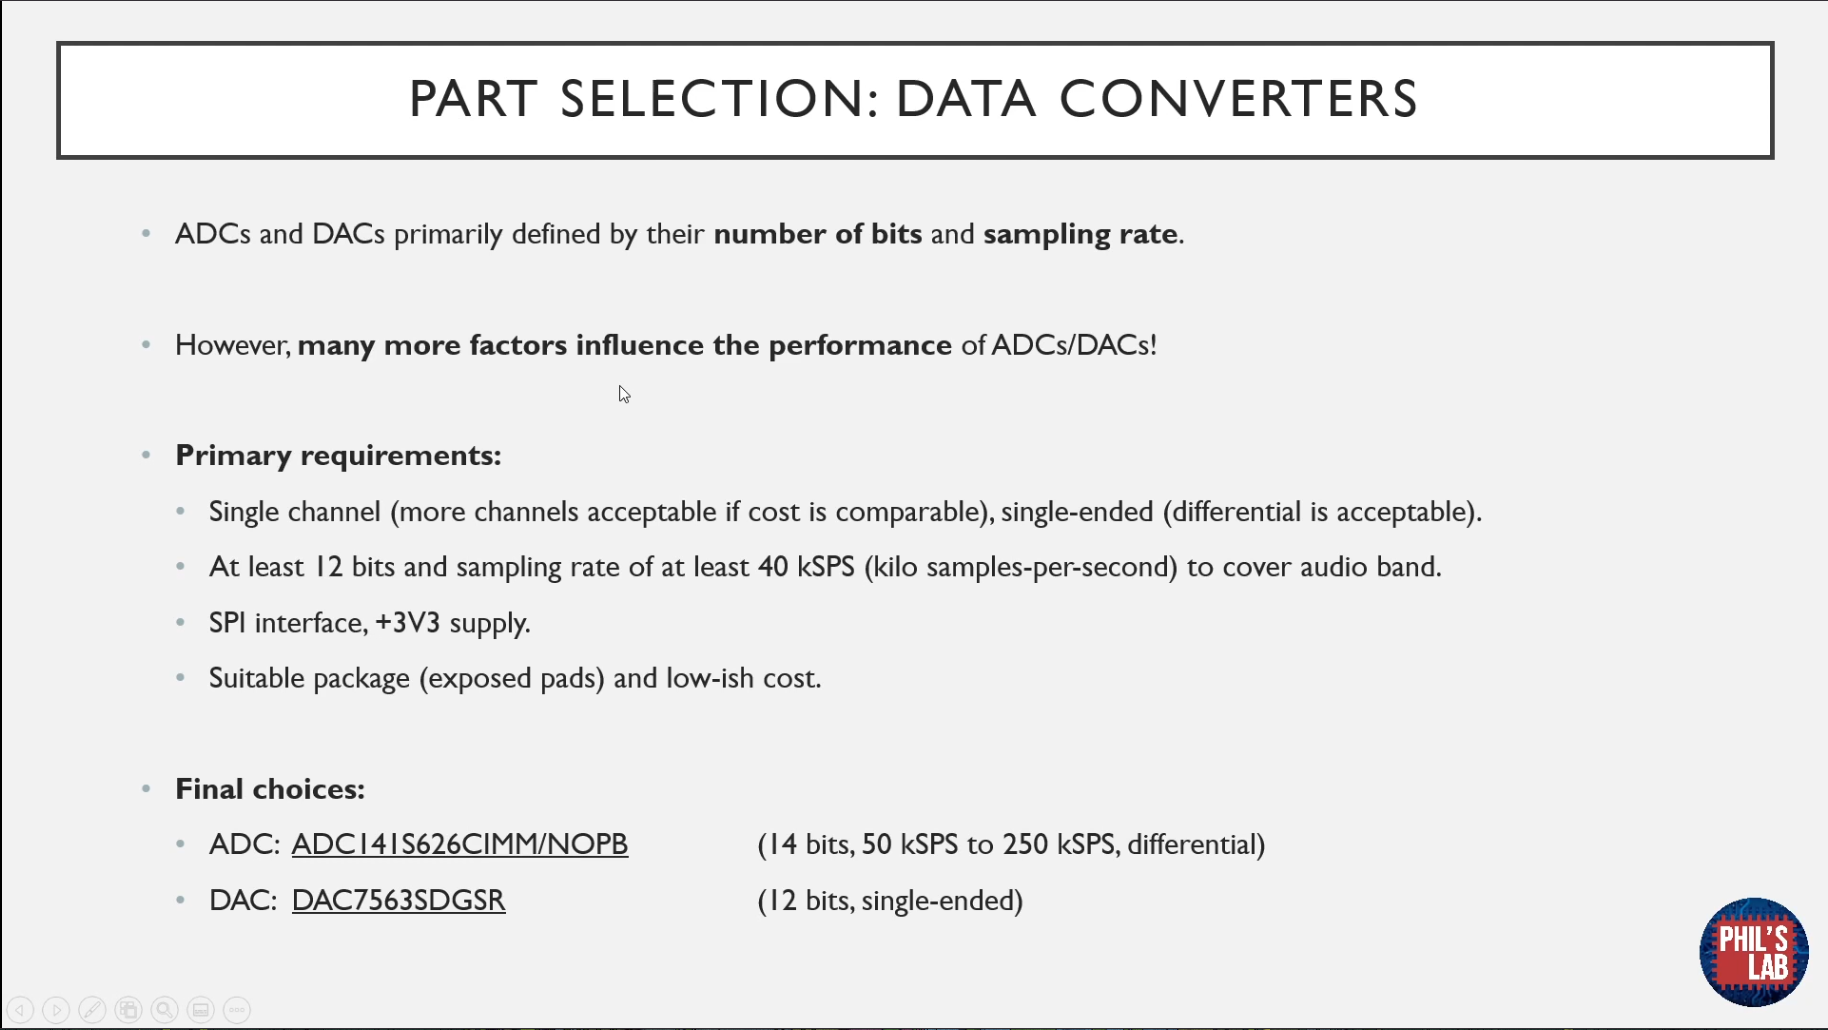 PART SELECTION: DATA CONVERTERS
• ADCs and DACs primarily defined by their number of bits and sampling rate.
• However, many more factors influence the performance of ADCs/DACs!
• Primary requirements:
• Single channel (more channels acceptable if cost is comparable), single-ended (differential is acceptable).
• At least 12 bits and sampling rate of at least 40 kSPS (kilo samples-per-second) to cover audio band.
• SPI interface, +3V3 supply.
• Suitable package (exposed pads) and low-ish cost.
• Final choices:
• ADC: ADC141S626CIMM/NOPB (14 bits, 50 kSPS to 250 kSPS, differential)
• DAC: DAC7563SDGSR (12 bits, single-ended)
PHIL'S
LAB